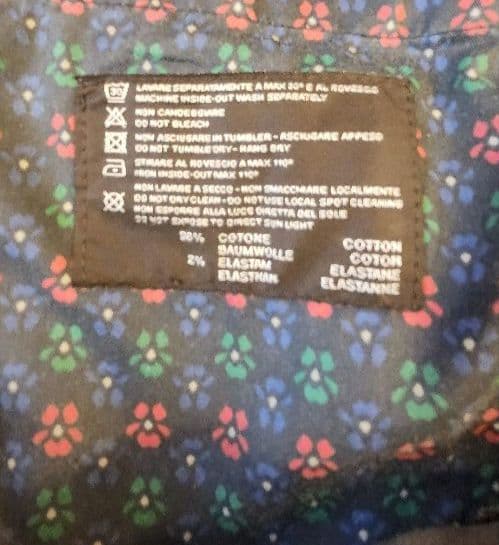 30
LAVARE SEPARATAMENTE A MAX 30° E AL ROVESCIO
MACHINE INSIDE-OUT WASH SEPARATELY
NON CANDEGGIARE
DO NOT BLEACH
NON ASCIUGARE IN TUMBLER - ASCIUGARE APPESO
DO NOT TUMBLE DRY - HANG DRY
STIRARE AL ROVESCIO A MAX 110°
IRON INSIDE-OUT MAX 110°
NON LAVARE A SECCO - NON SMACCHIARE LOCALMENTE
DO NOT DRY CLEAN - DO NOT USE LOCAL SPOT CLEANING
NON ESPORRE ALLA LUCE DIRETTA DEL SOLE
DO NOT EXPOSE TO DIRECT SUN LIGHT
98% COTONE COTTON
BAUMWOLLE COTON
2% ELASTAM ELASTANE
ELASTHAN ELASTANNE